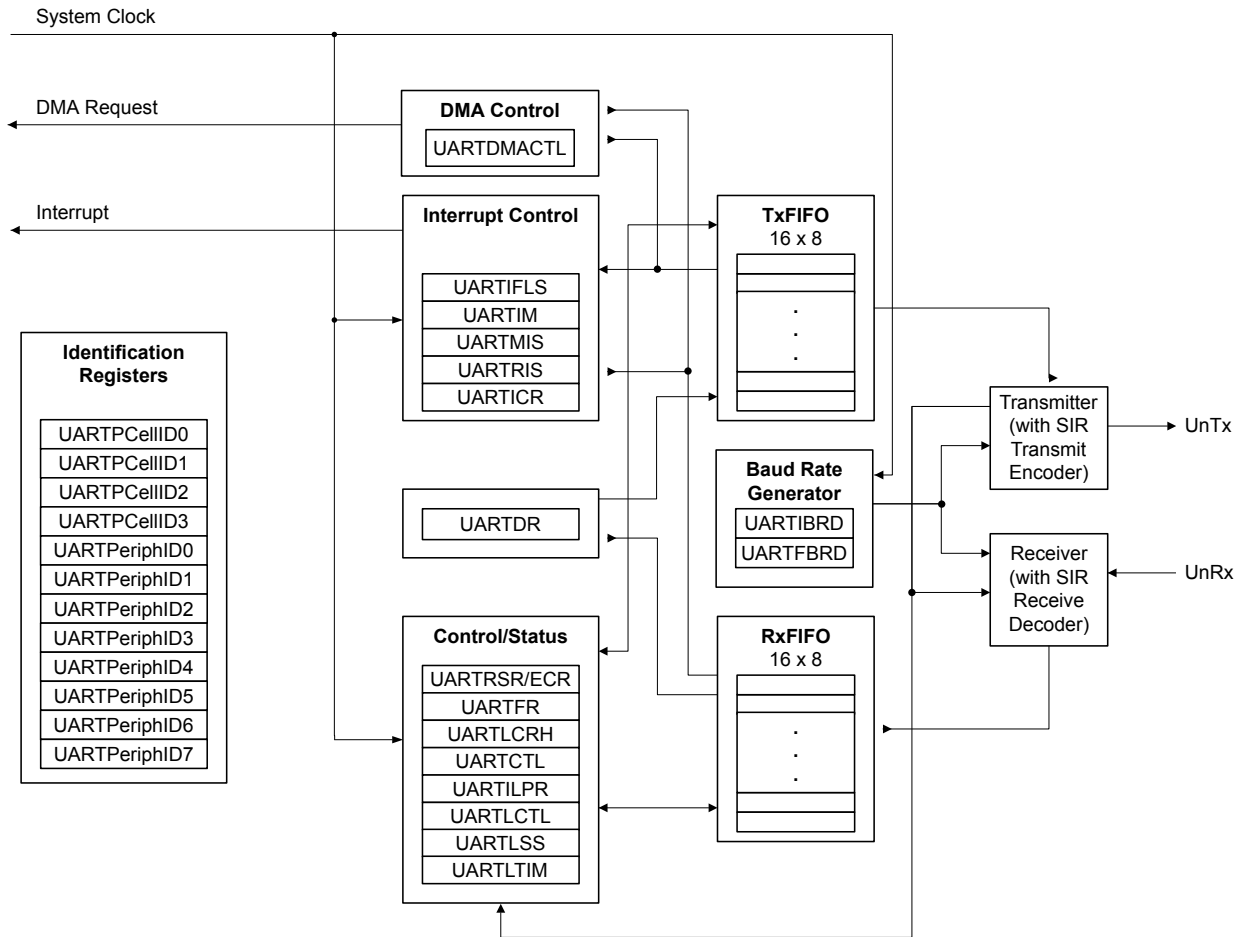 System Clock
DMA Request
DMA Control
UARTDMACTL
Interrupt
Interrupt Control
UARTIFLS
UARTIM
UARTMIS
UARTRIS
UARTICR
TxFIFO
16 x 8
.
.
.
Identification
Registers
UARTPCellID0
UARTPCellID1
UARTPCellID2
UARTPCellID3
UARTPeriphID0
UARTPeriphID1
UARTPeriphID2
UARTPeriphID3
UARTPeriphID4
UARTPeriphID5
UARTPeriphID6
UARTPeriphID7
UARTDR
Baud Rate
Generator
UARTIBRD
UARTFBRD
Transmitter
(with SIR
Transmit
Encoder)
UnTx
Receiver
(with SIR
Receive
Decoder)
UnRx
Control/Status
UARTRSR/ECR
UARTFR
UARTLCRH
UARTCTL
UARTILPR
UARTLCTL
UARTLSS
UARTLTIM
RxFIFO
16 x 8
.
.
.